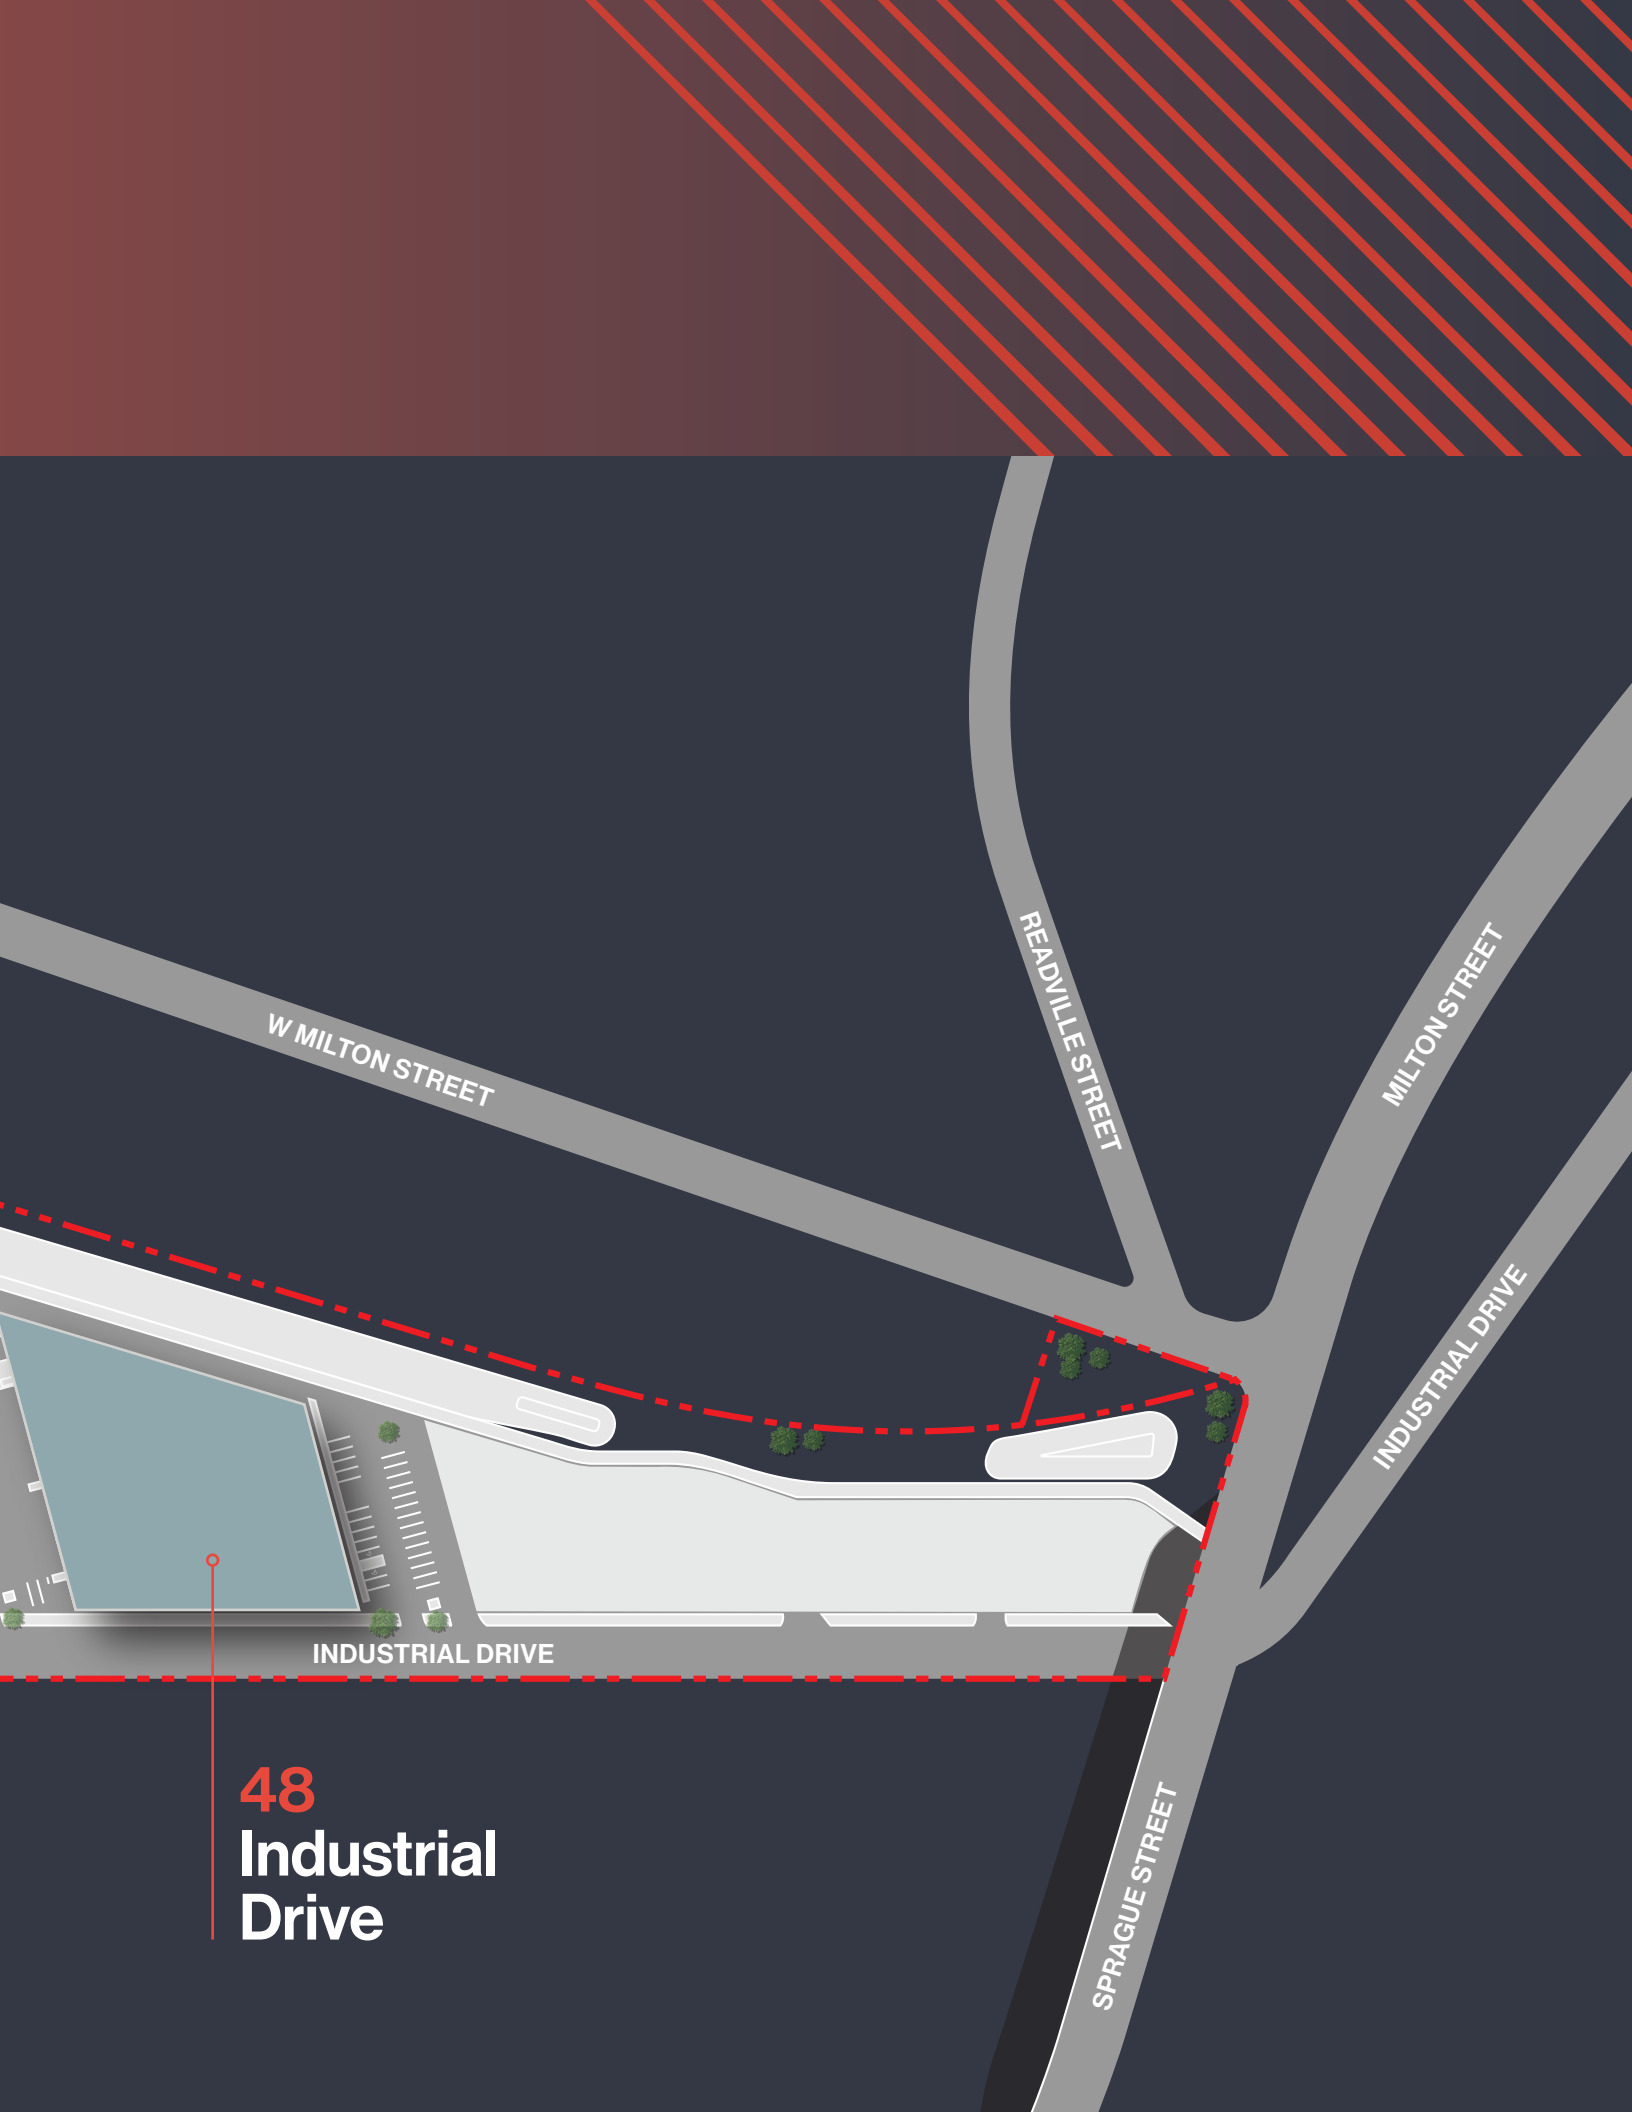 READVILLE STREET
MILTON STREET
W MILTON STREET
INDUSTRIAL DRIVE
INDUSTRIAL DRIVE
48
Industrial
Drive
SPRAGUE STREET